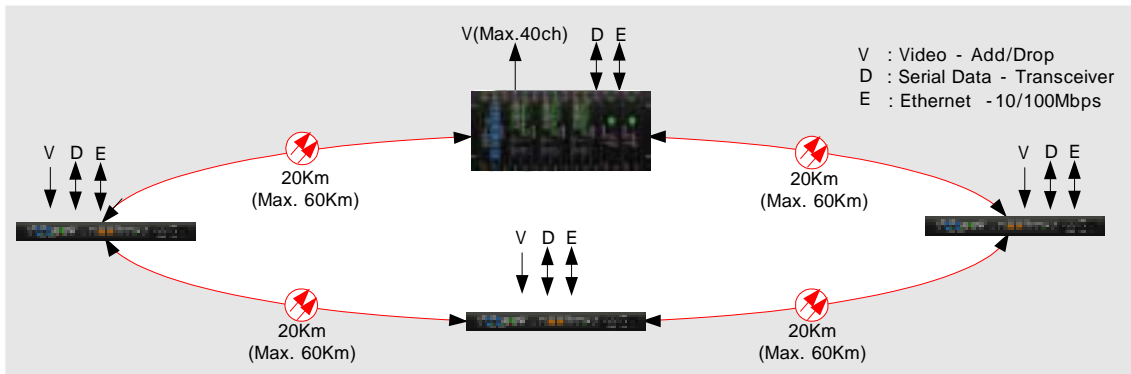 V(Max.40ch) D E
V : Video - Add/Drop
D : Serial Data - Transceiver
E : Ethernet -10/100Mbps
V D E
20Km
(Max. 60Km)
20Km
(Max. 60Km)
V D E
V D E
20Km
(Max. 60Km)
20Km
(Max. 60Km)